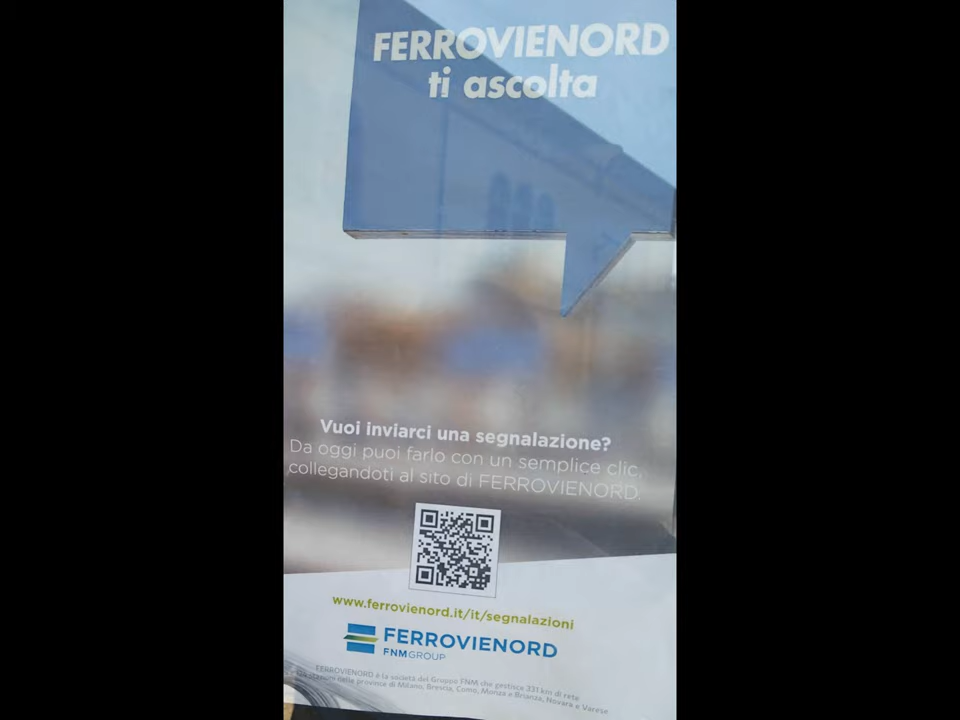 FERROVIENORD
ti ascolta
Vuoi inviarci una segnalazione?
Da oggi puoi farlo con un semplice clic,
collegandoti al sito di FERROVIENORD.
www.ferrovienord.it/it/segnalazioni
FERROVIENORD
FNMGROUP
FERROVIENORD è la società del Gruppo FNM che gestisce 331 km di rete
stazioni delle province di Milano, Brescia, Como, Monza e Brianza, Novara e Varese